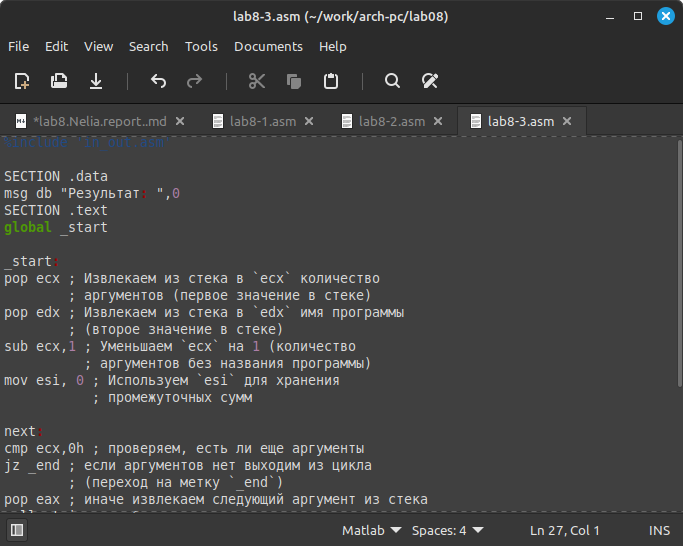 lab8-3.asm (~/work/arch-pc/lab08)
File Edit View Search Tools Documents Help
*lab8.Nelia.report..md lab8-1.asm lab8-2.asm lab8-3.asm
SECTION .data
msg db "Результат: ",0
SECTION .text
global _start
_start:
pop ecx ; Извлекаем из стека в `ecx` количество
; аргументов (первое значение в стеке)
pop edx ; Извлекаем из стека в `edx` имя программы
; (второе значение в стеке)
sub ecx,1 ; Уменьшаем `ecx` на 1 (количество
; аргументов без названия программы)
mov esi, 0 ; Используем `esi` для хранения
; промежуточных сумм
next:
cmp ecx,0h ; проверяем, есть ли еще аргументы
jz _end ; если аргументов нет выходим из цикла
; (переход на метку `_end`)
pop eax ; иначе извлекаем следующий аргумент из стека
Matlab Spaces: 4 Ln 27, Col 1 INS